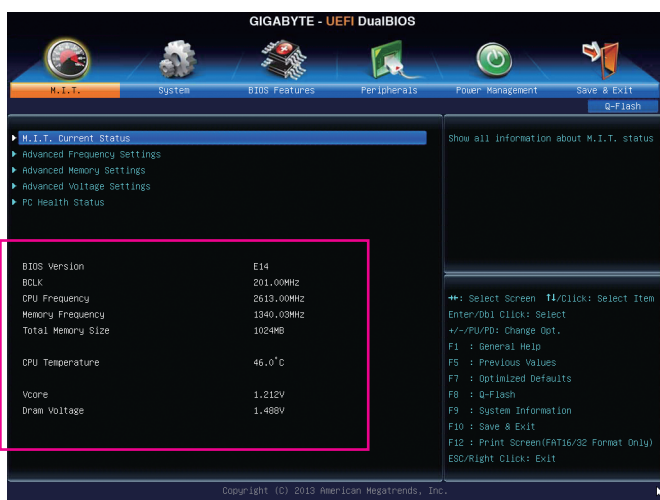 GIGABYTE - UEFI DualBIOS
M.I.T.
System
BIOS Features
Peripherals
Power Management
Save & Exit
Q-Flash
M.I.T. Current Status
Advanced Frequency Settings
Advanced Memory Settings
Advanced Voltage Settings
PC Health Status
BIOS Version E14
BCLK 201.00MHz
CPU Frequency 2613.00MHz
Memory Frequency 1340.03MHz
Total Memory Size 1024MB
CPU Temperature 46.0°C
Vcore 1.212V
Dram Voltage 1.488V
Show all information about M.I.T. status
→←: Select Screen ↑↓/Click: Select Item
Enter/Dbl Click: Select
+/-/PU/PD: Change Opt.
F1 : General Help
F5 : Previous Values
F7 : Optimized Defaults
F8 : Q-Flash
F9 : System Information
F10 : Save & Exit
F12 : Print Screen(FAT16/32 Format Only)
ESC/Right Click: Exit
Copyright (C) 2013 American Megatrends, Inc.